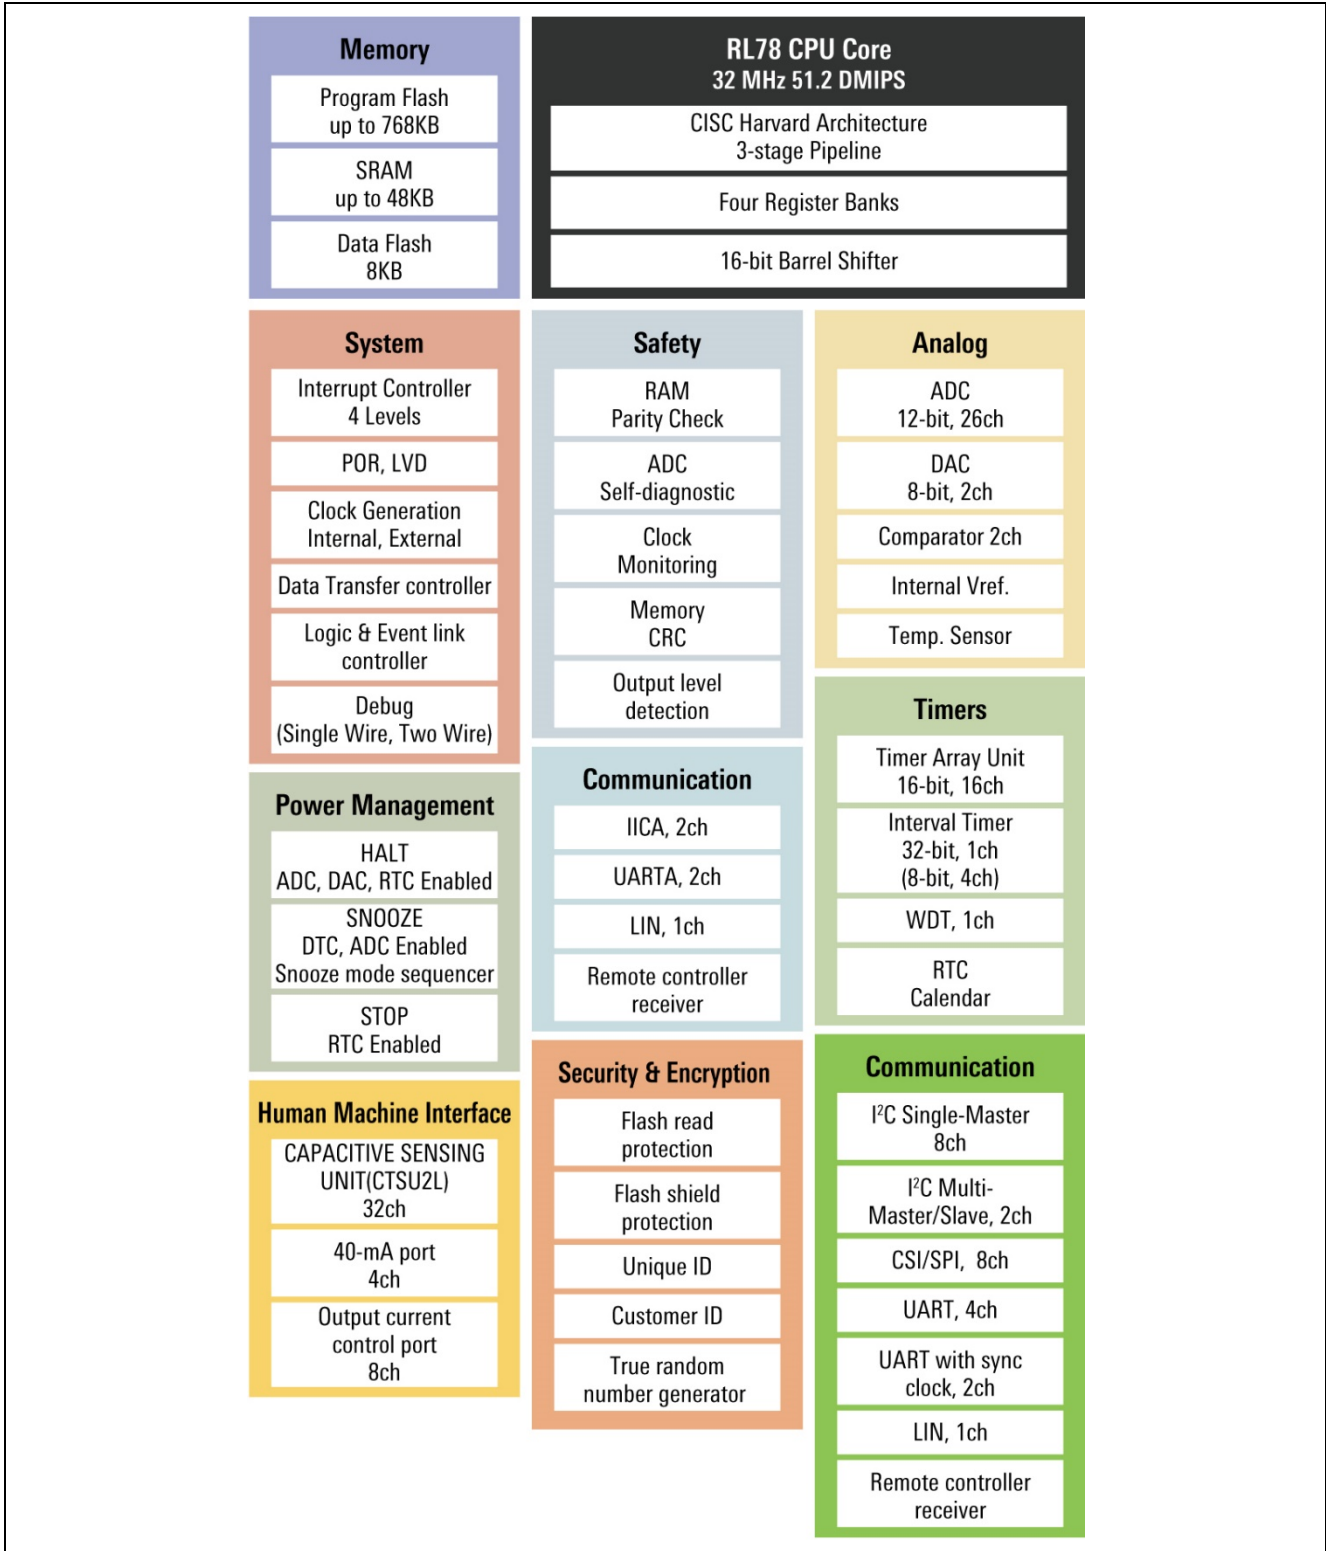 Memory
Program Flash
up to 768KB
SRAM
up to 48KB
Data Flash
8KB
RL78 CPU Core
32 MHz 51.2 DMIPS
CISC Harvard Architecture
3-stage Pipeline
Four Register Banks
16-bit Barrel Shifter
System
Interrupt Controller
4 Levels
POR, LVD
Clock Generation
Internal, External
Data Transfer controller
Logic & Event link
controller
Debug
(Single Wire, Two Wire)
Safety
RAM
Parity Check
ADC
Self-diagnostic
Clock
Monitoring
Memory
CRC
Output level
detection
Analog
ADC
12-bit, 26ch
DAC
8-bit, 2ch
Comparator 2ch
Internal Vref.
Temp. Sensor
Power Management
HALT
ADC, DAC, RTC Enabled
SNOOZE
DTC, ADC Enabled
Snooze mode sequencer
STOP
RTC Enabled
Communication
IICA, 2ch
UARTA, 2ch
LIN, 1ch
Remote controller
receiver
Timers
Timer Array Unit
16-bit, 16ch
Interval Timer
32-bit, 1ch
(8-bit, 4ch)
WDT, 1ch
RTC
Calendar
Human Machine Interface
CAPACITIVE SENSING
UNIT(CTSU2L)
32ch
40-mA port
4ch
Output current
control port
8ch
Security & Encryption
Flash read
protection
Flash shield
protection
Unique ID
Customer ID
True random
number generator
Communication
I²C Single-Master
8ch
I²C Multi-
Master/Slave, 2ch
CSI/SPI, 8ch
UART, 4ch
UART with sync
clock, 2ch
LIN, 1ch
Remote controller
receiver